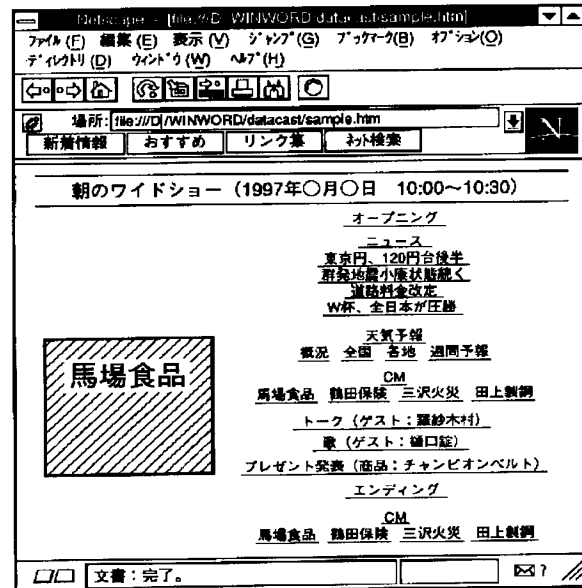 Netscape - [file:///D|/WINWORD/datacast/sample.htm]
ファイル(F) 編集(E) 表示(V) ジャンプ(G) ブックマーク(B) オプション(O)
ディレクトリ(D) ウィンドウ(W) ヘルプ(H)
場所: file:///D|/WINWORD/datacast/sample.htm
N
新着情報 おすすめ リンク集 ネット検索
朝のワイドショー(1997年〇月〇日 10:00～10:30)
オープニング
ニュース
東京円、120円台後半
群発地震小康状態続く
道路料金改定
W杯、全日本が圧勝
天気予報
概況 全国 各地 週間予報
馬場食品
CM
馬場食品 鶴田保険 三沢火災 田上製鋼
トーク(ゲスト:羅紗木村)
歌(ゲスト:樋口錠)
プレゼント発表(商品:チャンピオンベルト)
エンディング
CM
馬場食品 鶴田保険 三沢火災 田上製鋼
文書:完了。
?